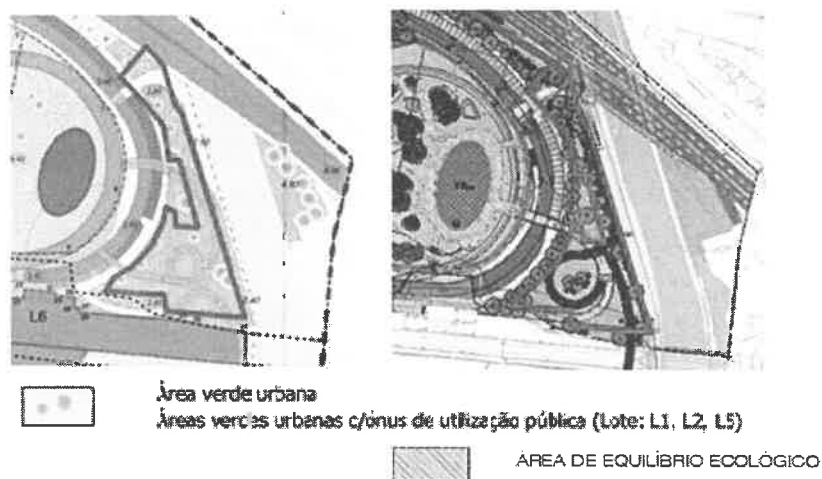 L6
Área verde urbana
Áreas verdes urbanas c/ónus de utilização pública (Lote: L1, L2, L5)
ÁREA DE EQUILÍBRIO ECOLÓGICO